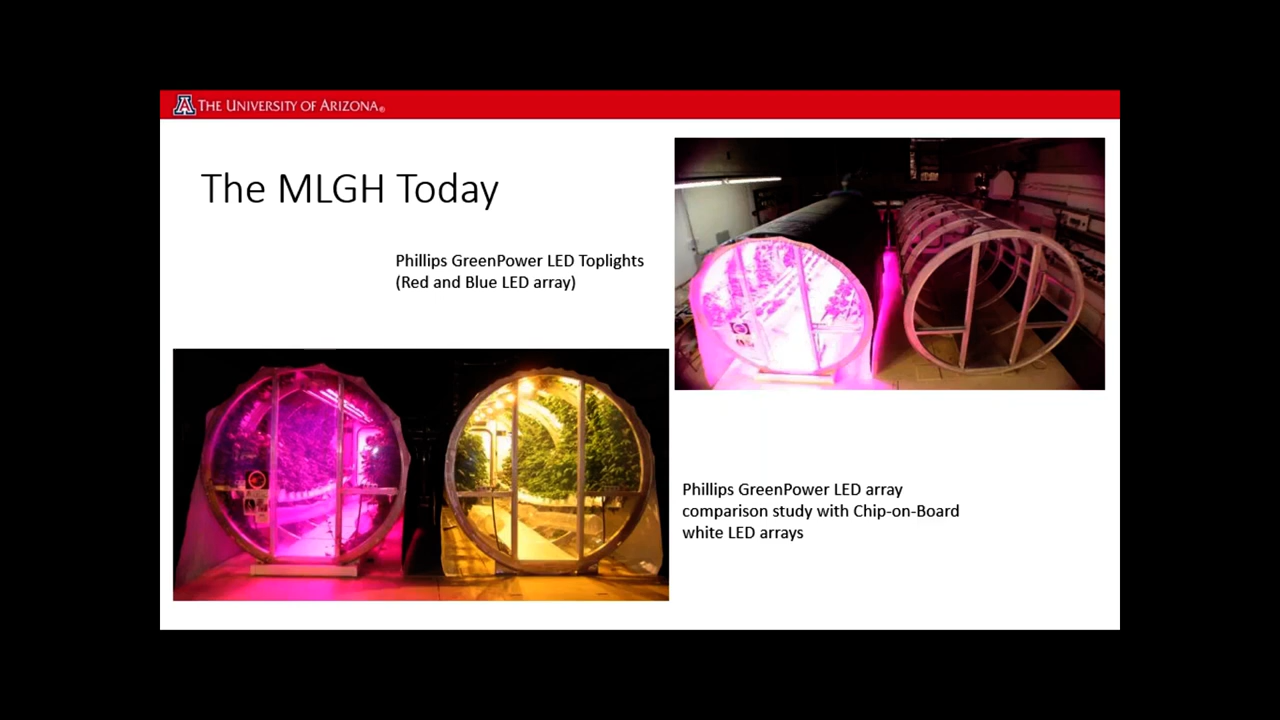 THE UNIVERSITY OF ARIZONA®
The MLGH Today
Phillips GreenPower LED Toplights
(Red and Blue LED array)
Phillips GreenPower LED array
comparison study with Chip-on-Board
white LED arrays